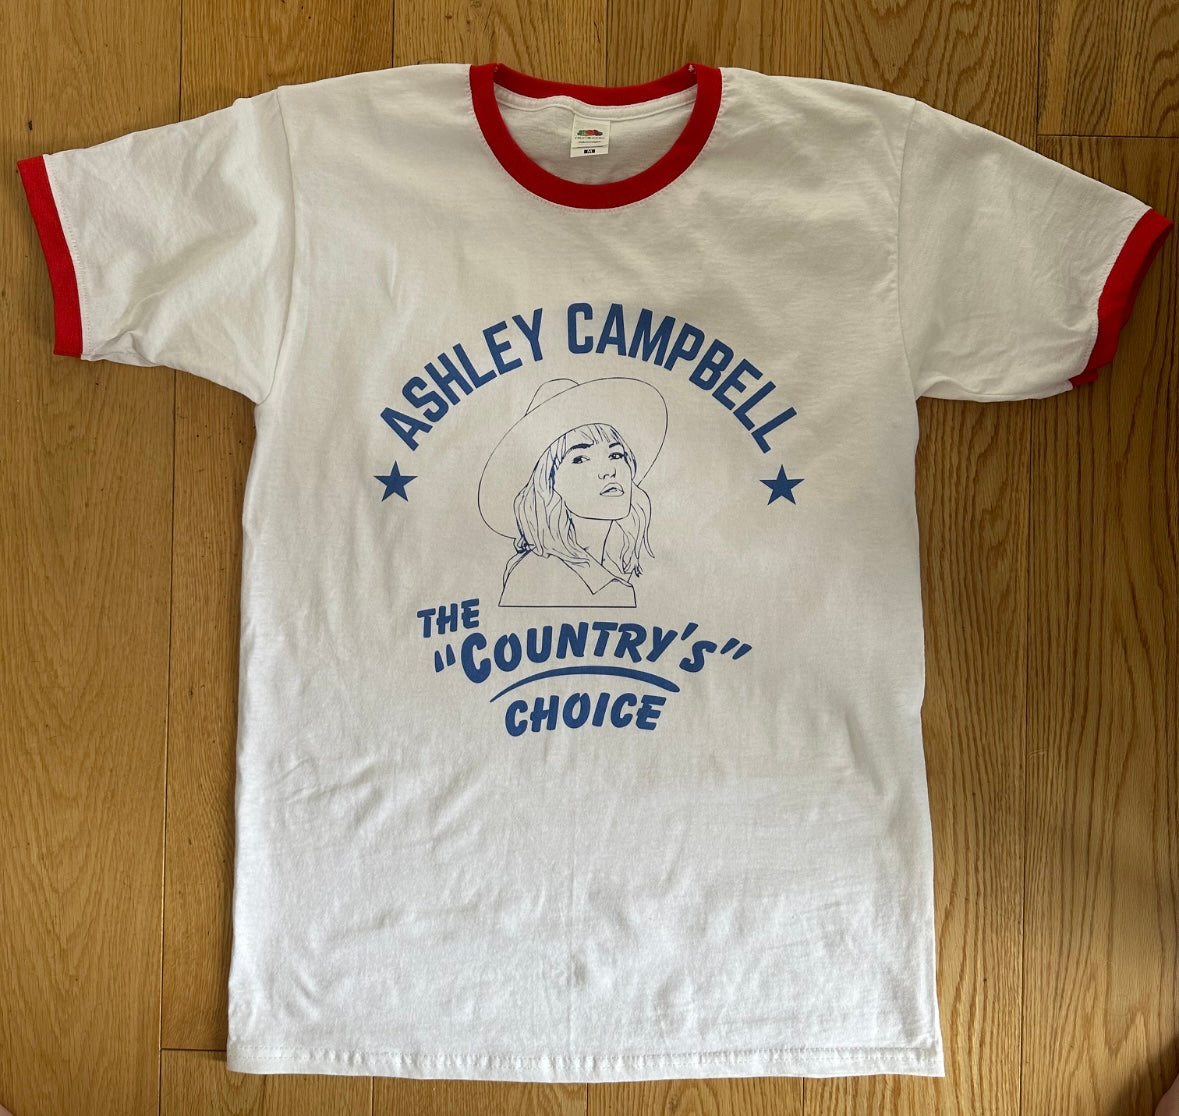 ASHLEY CAMPBELL
THE
"COUNTRY'S"
CHOICE
M